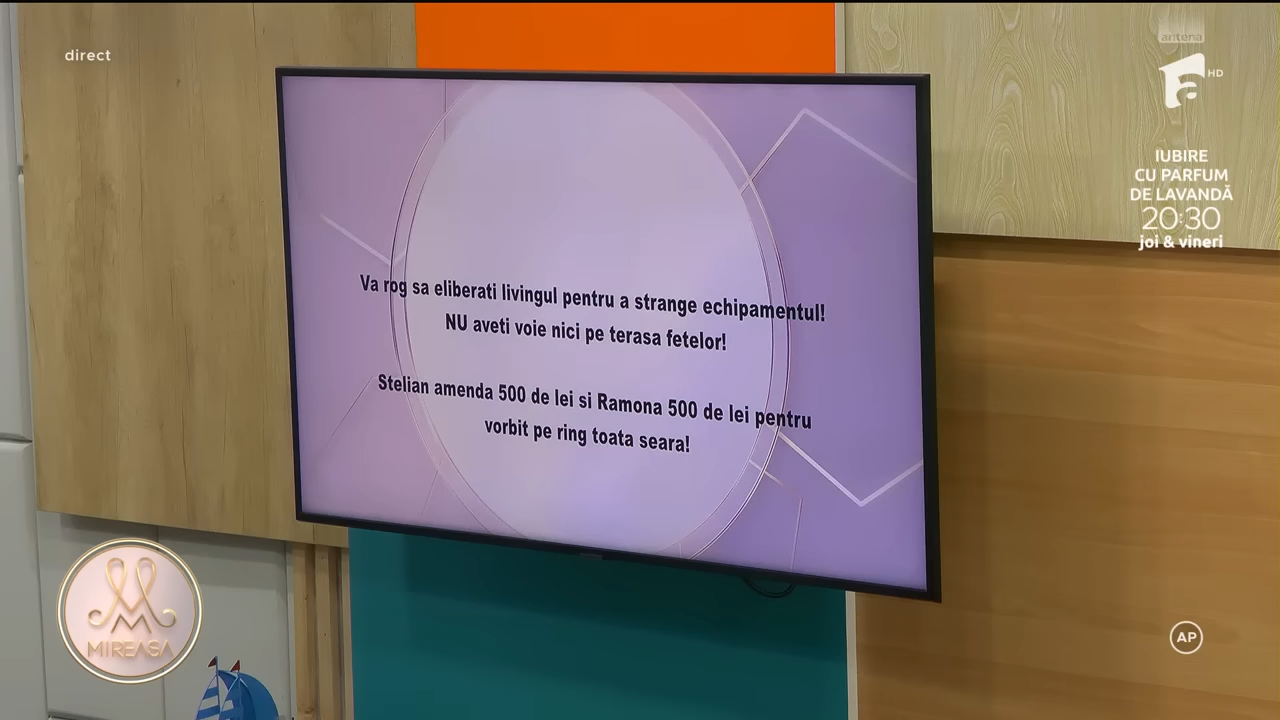 direct
antena
HD
IUBIRE
CU PARFUM
DE LAVANDĂ
20:30
joi & vineri
Va rog sa eliberati livingul pentru a strange echipamentul!
NU aveti voie nici pe terasa fetelor!
Stelian amenda 500 de lei si Ramona 500 de lei pentru
vorbit pe ring toata seara!
MIREASA
AP